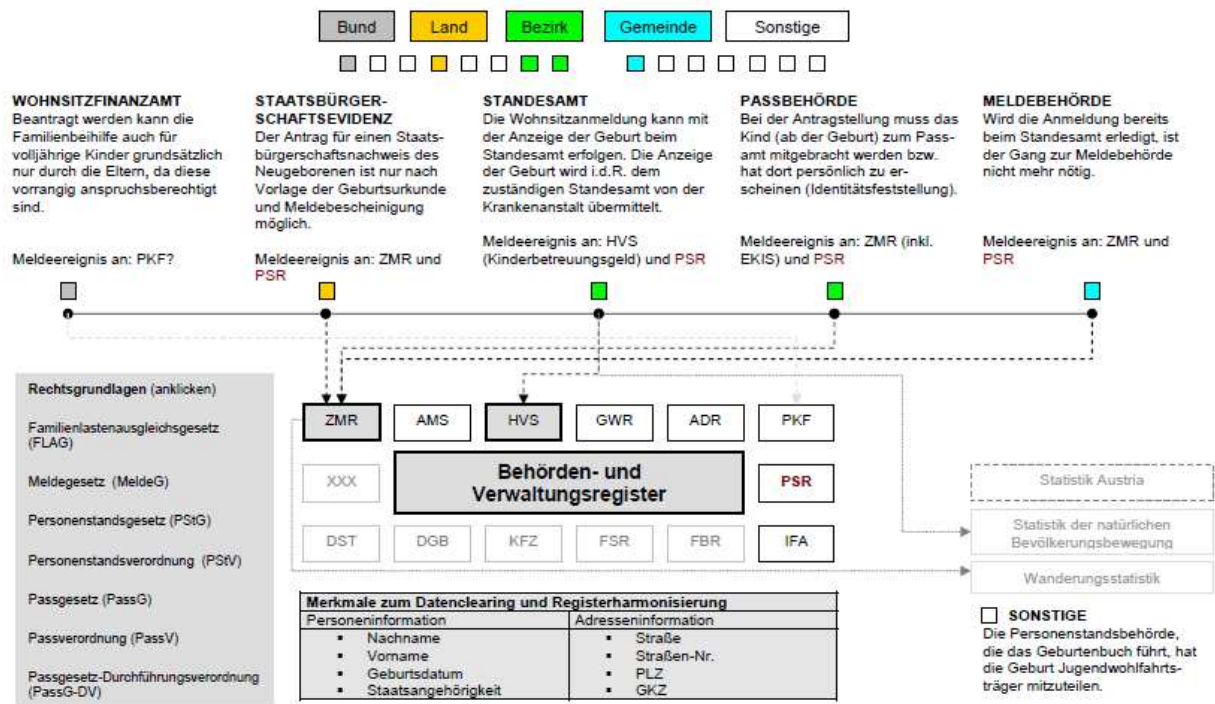 Bund
Land
Bezirk
Gemeinde
Sonstige
WOHNSITZFINANZAMT
Beantragt werden kann die
Familienbeihilfe auch für
volljährige Kinder grundsätzlich
nur durch die Eltern, da diese
vorrangig anspruchsberechtigt
sind.
Meldeereignis an: PKF?
STAATSBÜRGER-
SCHAFTSEVIDENZ
Der Antrag für einen Staats-
bürgerschaftsnachweis des
Neugeborenen ist nur nach
Vorlage der Geburtsurkunde
und Meldebescheinigung
möglich.
Meldeereignis an: ZMR und
PSR
STANDESAMT
Die Wohnsitzanmeldung kann mit
der Anzeige der Geburt beim
Standesamt erfolgen. Die Anzeige
der Geburt wird i.d.R. dem
zuständigen Standesamt von der
Krankenanstalt übermittelt.
Meldeereignis an: HVS
(Kinderbetreuungsgeld) und PSR
PASSBEHÖRDE
Bei der Antragstellung muss das
Kind (ab der Geburt) zum Pass-
amt mitgebracht werden bzw.
hat dort persönlich zu er-
scheinen (Identitätsfeststellung).
Meldeereignis an: ZMR (inkl.
EKIS) und PSR
MELDEBEHÖRDE
Wird die Anmeldung bereits
beim Standesamt erledigt, ist
der Gang zur Meldebehörde
nicht mehr nötig.
Meldeereignis an: ZMR und
PSR
Rechtsgrundlagen (anklicken)
Familienlastenausgleichsgesetz
(FLAG)
Meldegesetz (MeldeG)
Personenstandsgesetz (PStG)
Personenstandsverordnung (PStV)
Passgesetz (PassG)
Passverordnung (PassV)
Passgesetz-Durchführungsverordnung
(PassG-DV)
ZMR
AMS
HVS
GWR
ADR
PKF
XXX
Behörden- und
Verwaltungsregister
PSR
DST
DGB
KFZ
FSR
FBR
IFA
Merkmale zum Datenclearing und Registerharmonisierung
Personeninformation
▪ Nachname
▪ Vorname
▪ Geburtsdatum
▪ Staatsangehörigkeit
Adresseninformation
▪ Straße
▪ Straßen-Nr.
▪ PLZ
▪ GKZ
Statistik Austria
Statistik der natürlichen
Bevölkerungsbewegung
Wanderungsstatistik
SONSTIGE
Die Personenstandsbehörde,
die das Geburtenbuch führt, hat
die Geburt Jugendwohlfahrts-
träger mitzuteilen.